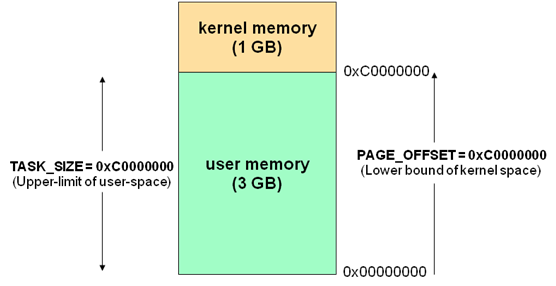 kernel memory
(1 GB)
0xC0000000
TASK_SIZE = 0xC0000000
(Upper-limit of user-space)
user memory
(3 GB)
PAGE_OFFSET = 0xC0000000
(Lower bound of kernel space)
0x00000000